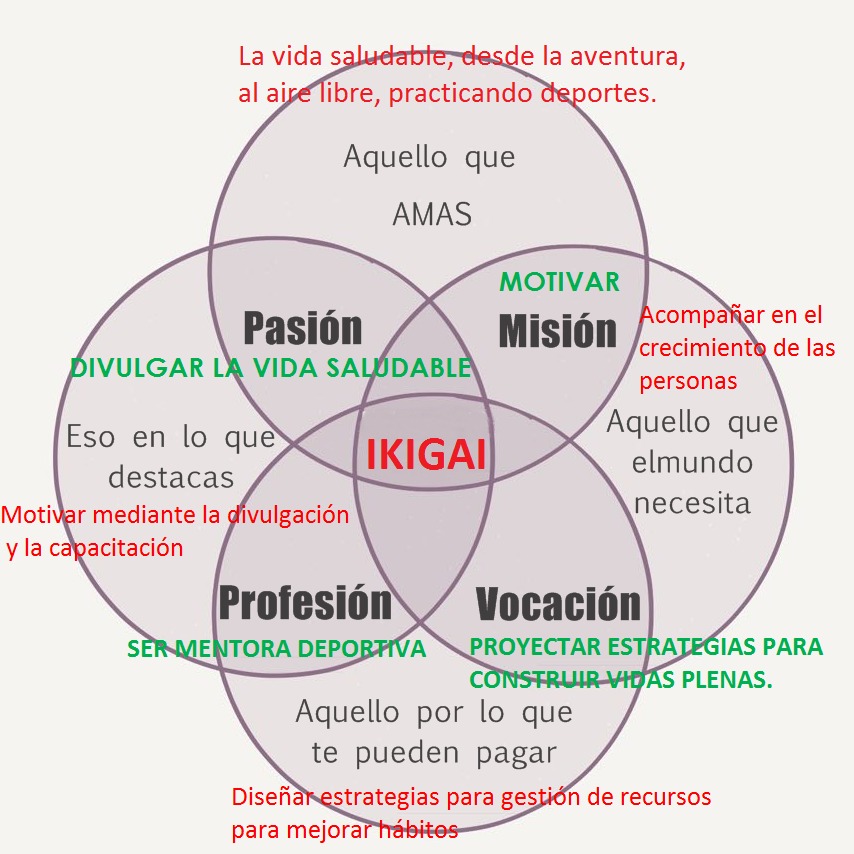 La vida saludable, desde la aventura,
al aire libre, practicando deportes.
Aquello que
AMAS
MOTIVAR
Pasión
Misión
DIVULGAR LA VIDA SALUDABLE
Acompañar en el
crecimiento de las
personas
Eso en lo que
destacas
IKIGAI
Aquello que
elmundo
necesita
Motivar mediante la divulgación
y la capacitación
Profesión
Vocación
SER MENTORA DEPORTIVA
PROYECTAR ESTRATEGIAS PARA
CONSTRUIR VIDAS PLENAS.
Aquello por lo que
te pueden pagar
Diseñar estrategias para gestión de recursos
para mejorar hábitos